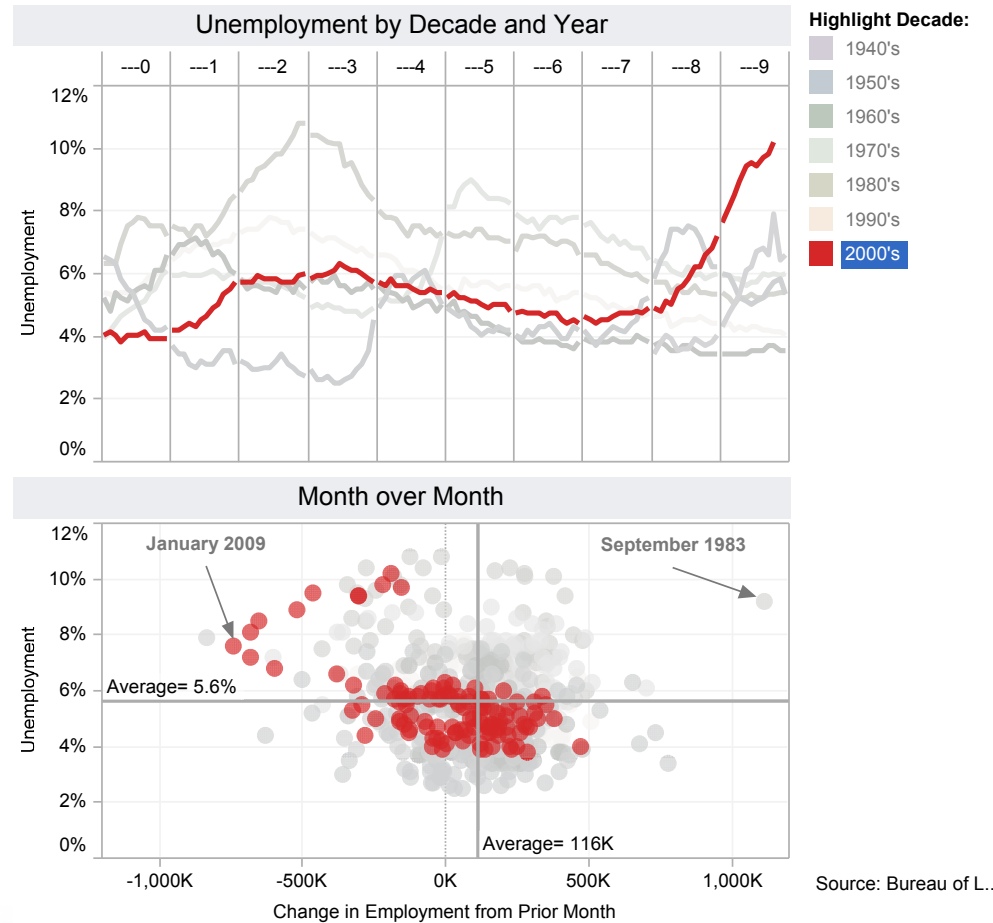 Unemployment by Decade and Year
---0 ---1 ---2 ---3 ---4 ---5 ---6 ---7 ---8 ---9
12%
10%
8%
6%
4%
2%
0%
Unemployment
Highlight Decade:
1940's
1950's
1960's
1970's
1980's
1990's
2000's
Month over Month
12%
10%
8%
6%
4%
2%
0%
Unemployment
January 2009
September 1983
Average= 5.6%
Average= 116K
-1,000K -500K 0K 500K 1,000K
Change in Employment from Prior Month
Source: Bureau of L..